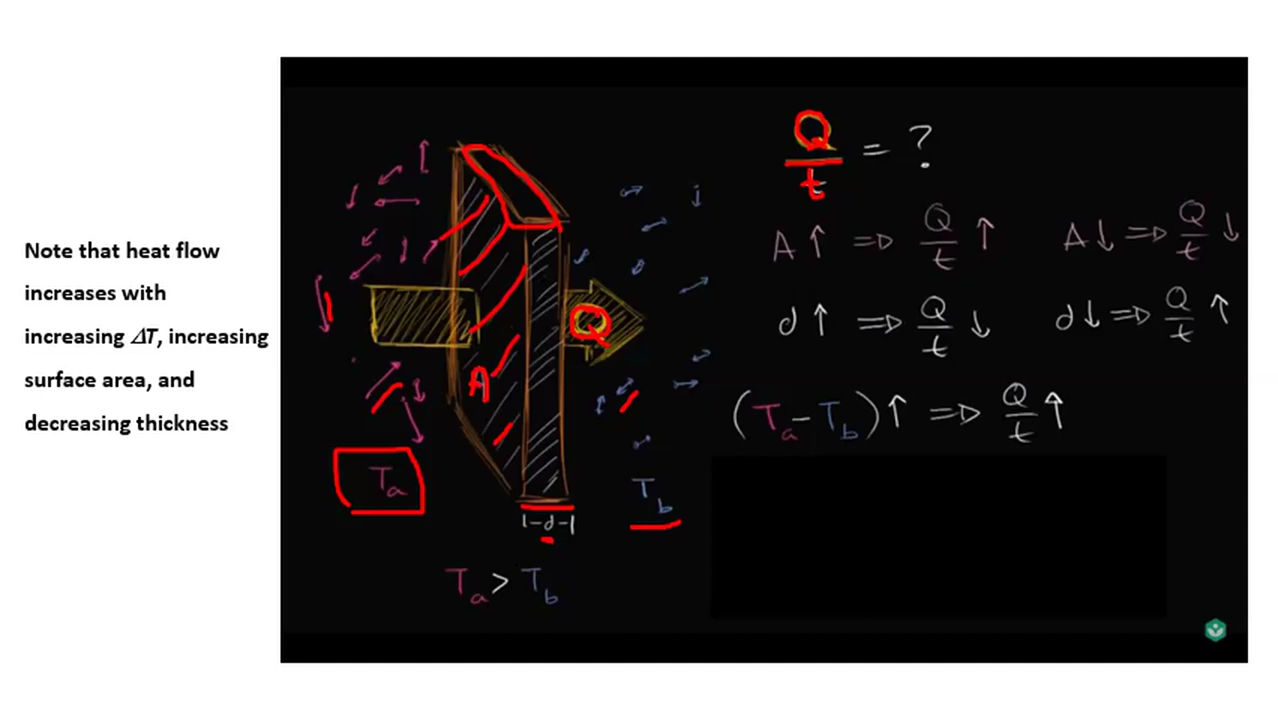 Note that heat flow
increases with
increasing ΔT, increasing
surface area, and
decreasing thickness
Q/t = ?
A↑ ⇒ Q/t ↑ A↓ ⇒ Q/t ↓
d↑ ⇒ Q/t ↓ d↓ ⇒ Q/t ↑
(Ta - Tb)↑ ⇒ Q/t ↑
Q
A
Ta
Tb
|-d-|
Ta > Tb